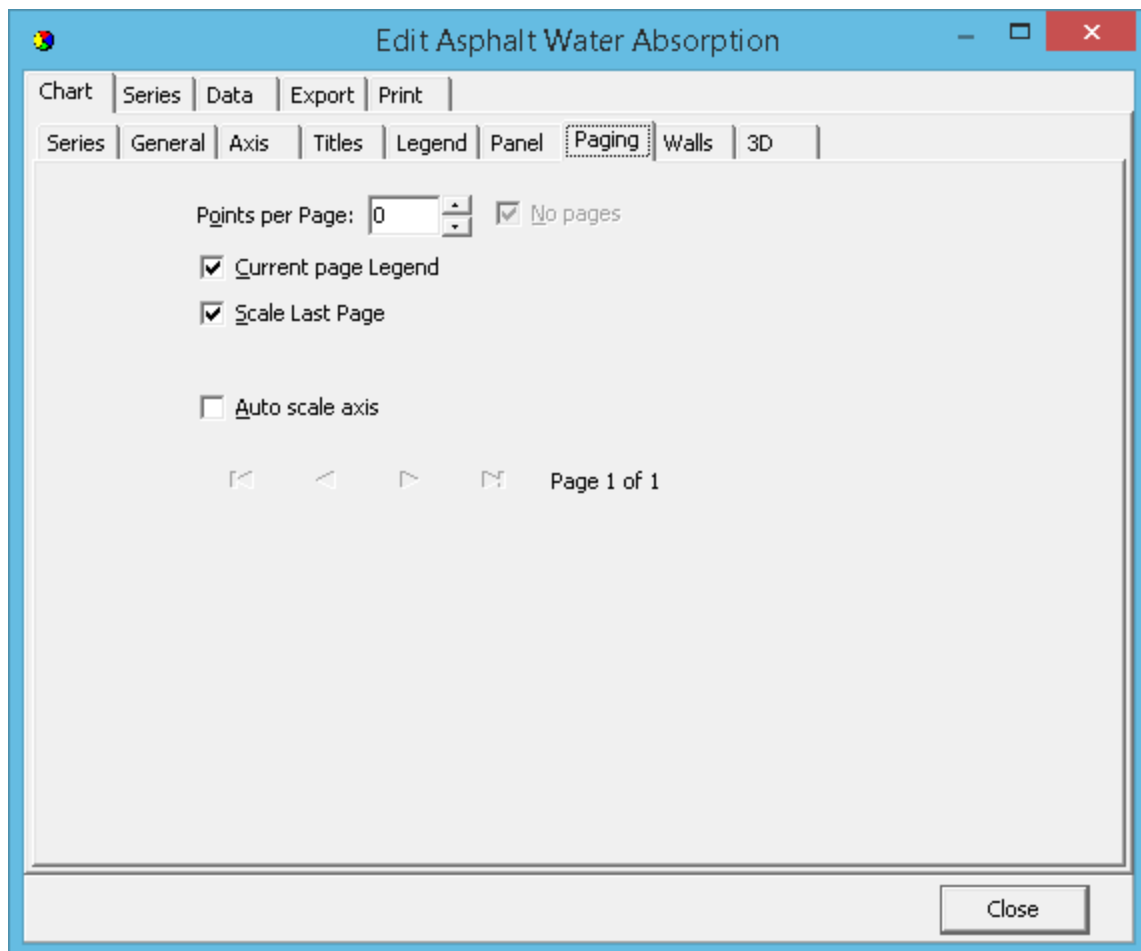 Edit Asphalt Water Absorption
Chart Series Data Export Print
Series General Axis Titles Legend Panel Paging Walls 3D
Points per Page: 0 No pages
Current page Legend
Scale Last Page
Auto scale axis
Page 1 of 1
Close